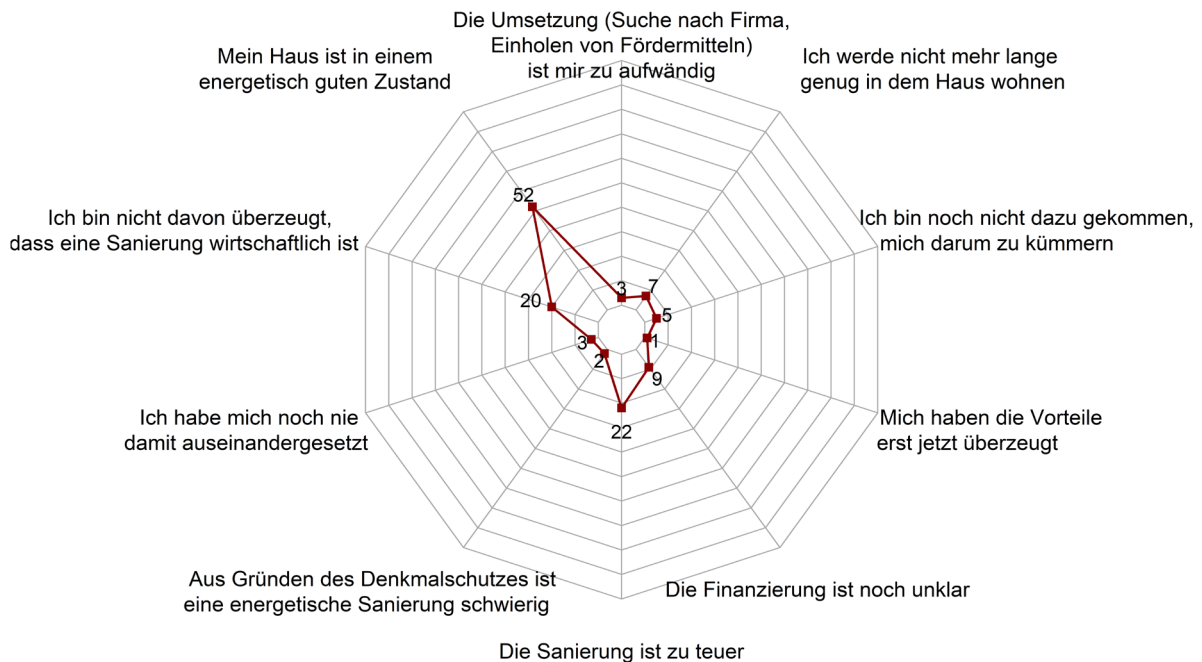 Die Umsetzung (Suche nach Firma,
Einholen von Fördermitteln)
ist mir zu aufwändig
Ich werde nicht mehr lange
genug in dem Haus wohnen
Ich bin noch nicht dazu gekommen,
mich darum zu kümmern
Mich haben die Vorteile
erst jetzt überzeugt
Die Finanzierung ist noch unklar
Die Sanierung ist zu teuer
Aus Gründen des Denkmalschutzes ist
eine energetische Sanierung schwierig
Ich habe mich noch nie
damit auseinandergesetzt
Ich bin nicht davon überzeugt,
dass eine Sanierung wirtschaftlich ist
Mein Haus ist in einem
energetisch guten Zustand
3
7
5
1
9
22
2
3
20
52